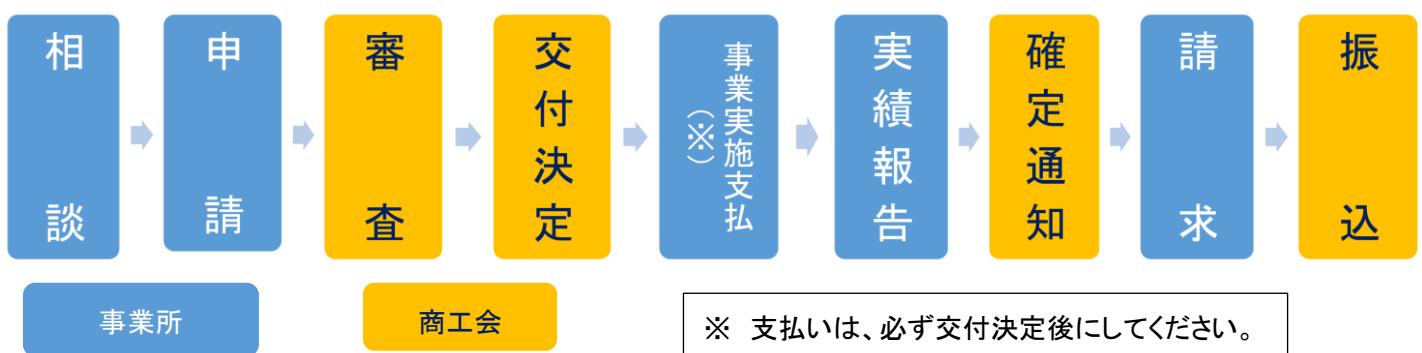 相談
申請
審査
交付決定
事業実施支払
(※)
実績報告
確定通知
請求
振込
事業所
商工会
※ 支払いは、必ず交付決定後にしてください。